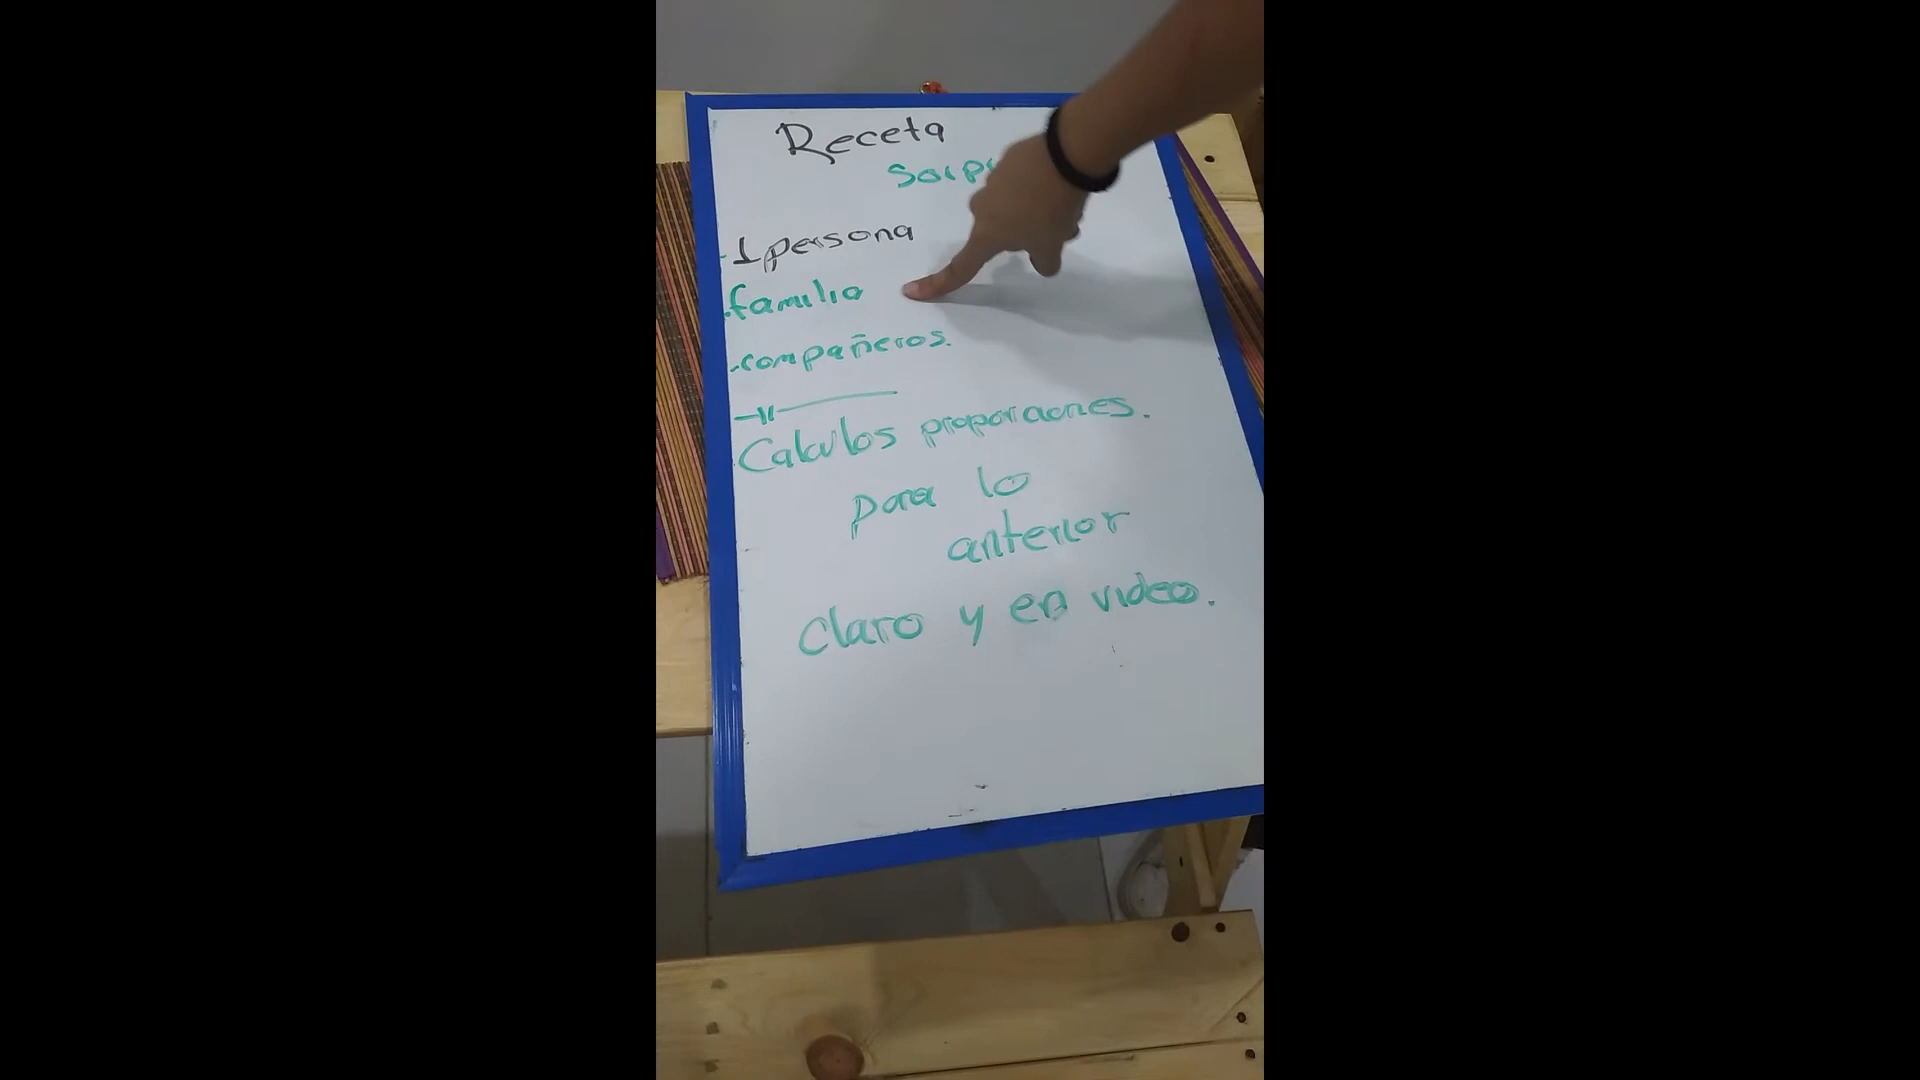 Receta
- 1 persona
. familia
- compañeros.
Calculos proporciones.
para lo
anterior
Claro y en video.